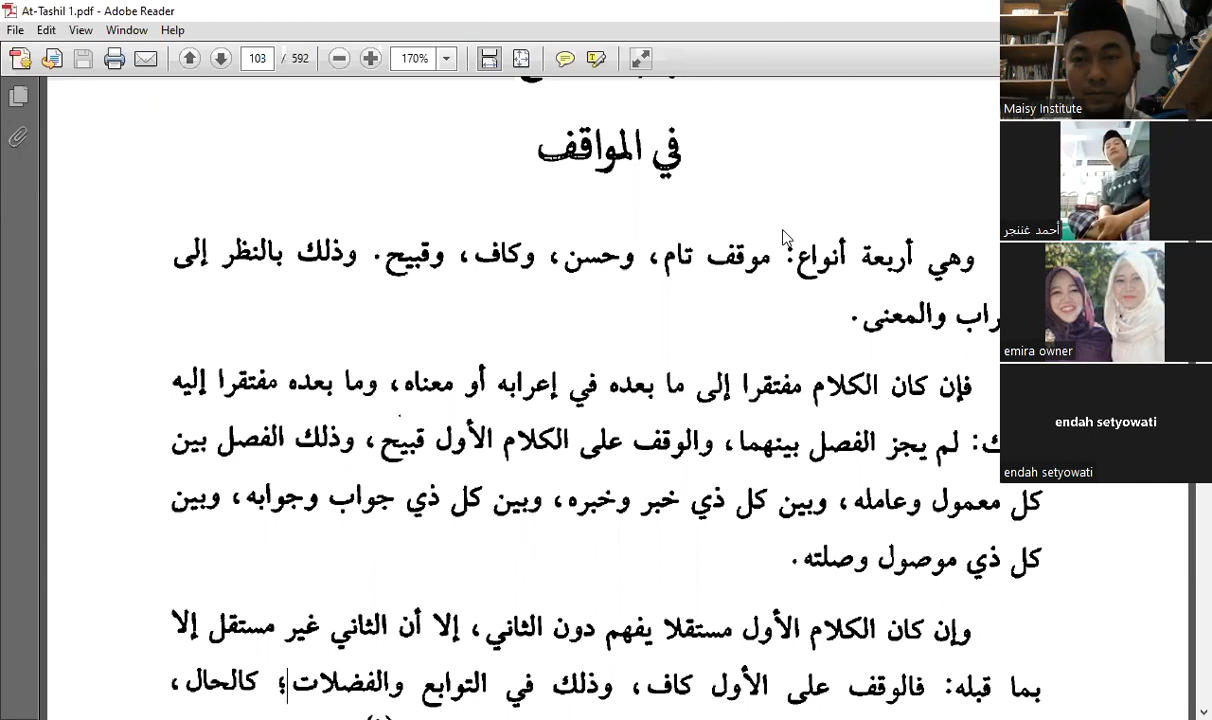 At-Tashil 1.pdf - Adobe Reader
File Edit View Window Help
103 / 592 170%
في المواقف
وهي أربعة أنواع: موقف تام، وحسن، وكاف، وقبيح. وذلك بالنظر إلى
راب والمعنى.
فإن كان الكلام مفتقرا إلى ما بعده في إعرابه أو معناه، وما بعده مفتقرا إليه
ك: لم يجز الفصل بينهما، والوقف على الكلام الأول قبيح، وذلك الفصل بين
كل معمول وعامله، وبين كل ذي خبر وخبره، وبين كل ذي جواب وجوابه، وبين
كل ذي موصول وصلته.
وإن كان الكلام الأول مستقلا يفهم دون الثاني، إلا أن الثاني غير مستقل إلا
بما قبله: فالوقف على الأول كاف، وذلك في التوابع والفضلات؛ كالحال،
Maisy Institute
أحمد غننجر
emira owner
endah setyowati
endah setyowati